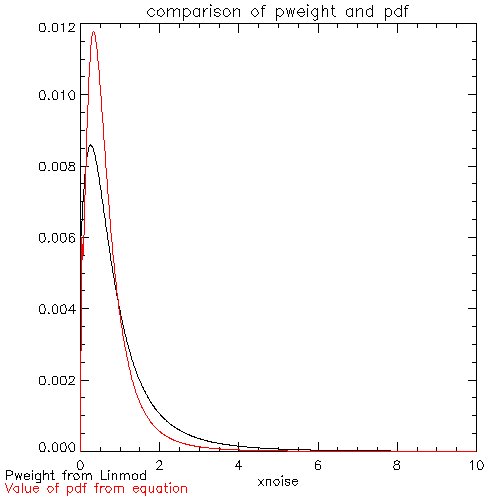 comparison of pweight and pdf
0.012
0.010
0.008
0.006
0.004
0.002
0.000
0 2 4 6 8 10
xnoise
Pweight from Linmod
Value of pdf from equation